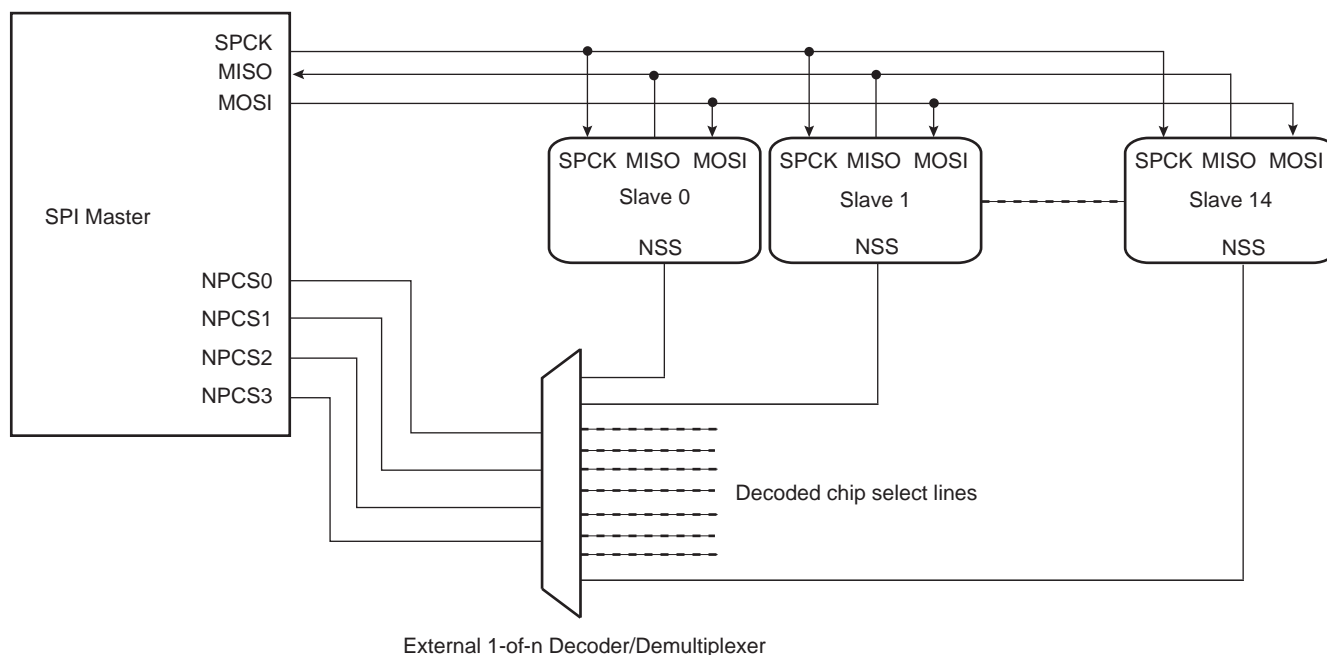 SPCK
MISO
MOSI
SPI Master
NPCS0
NPCS1
NPCS2
NPCS3
SPCK MISO MOSI
Slave 0
NSS
SPCK MISO MOSI
Slave 1
NSS
SPCK MISO MOSI
Slave 14
NSS
Decoded chip select lines
External 1-of-n Decoder/Demultiplexer